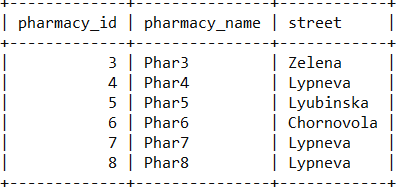 +-------------+---------------+------------+
| pharmacy_id | pharmacy_name | street     |
+-------------+---------------+------------+
|           3 | Phar3         | Zelena     |
|           4 | Phar4         | Lypneva    |
|           5 | Phar5         | Lyubinska  |
|           6 | Phar6         | Chornovola |
|           7 | Phar7         | Lypneva    |
|           8 | Phar8         | Lypneva    |
+-------------+---------------+------------+